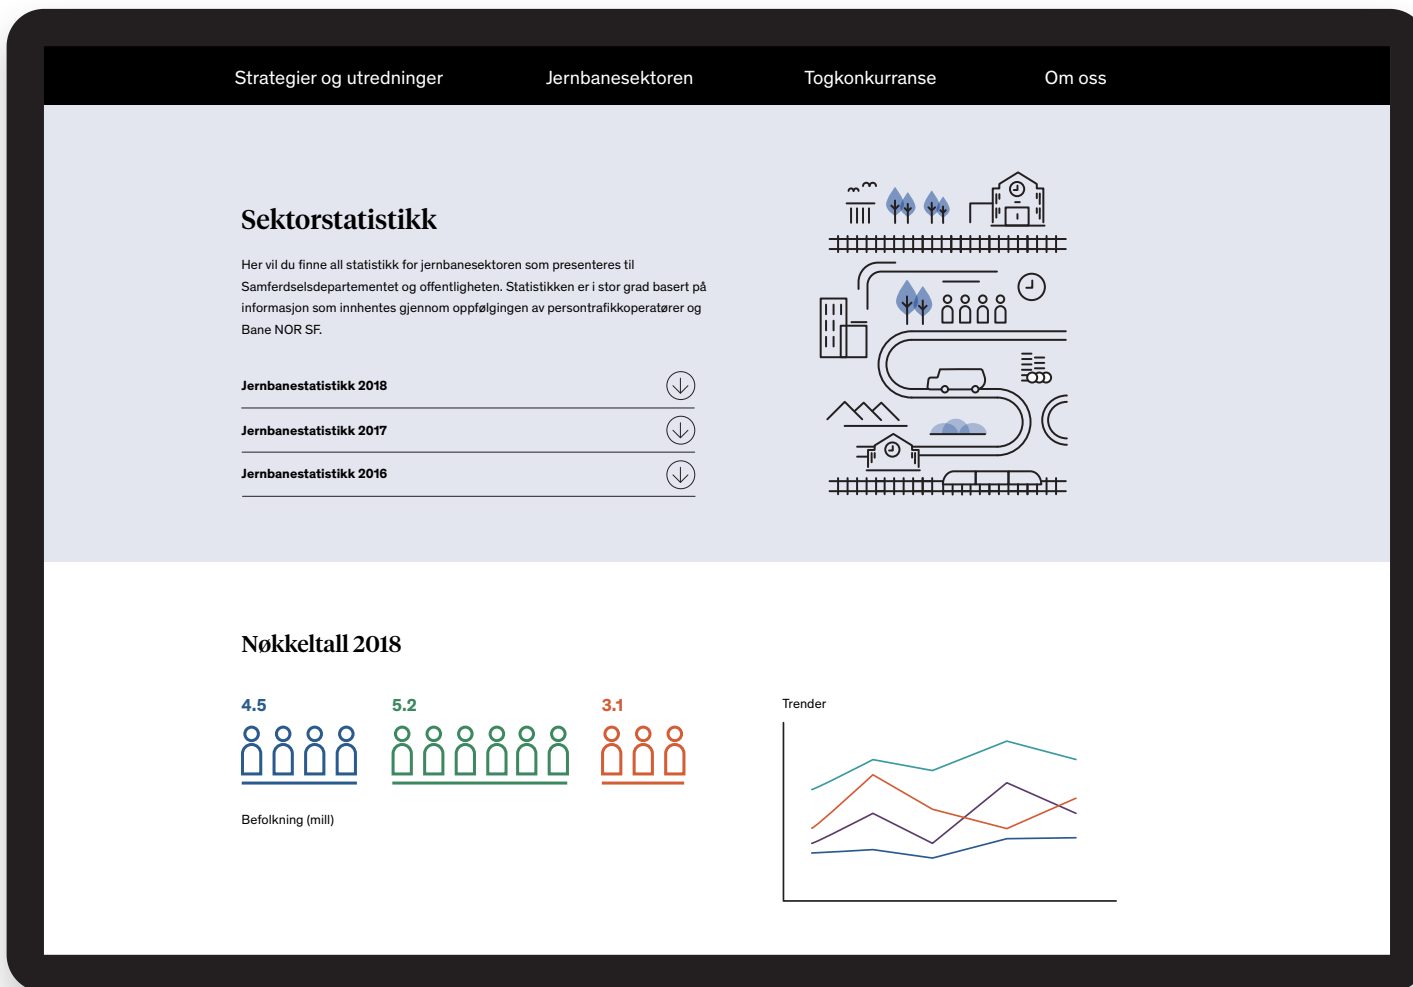 Strategier og utredninger
Jernbanesektoren
Togkonkurranse
Om oss
Sektorstatistikk
Her vil du finne all statistikk for jernbanesektoren som presenteres til
Samferdselsdepartementet og offentligheten. Statistikken er i stor grad basert på
informasjon som innhentes gjennom oppfølgingen av persontrafikkoperatører og
Bane NOR SF.
Jernbanestatistikk 2018
Jernbanestatistikk 2017
Jernbanestatistikk 2016
Nøkkeltall 2018
4.5
5.2
3.1
Befolkning (mill)
Trender